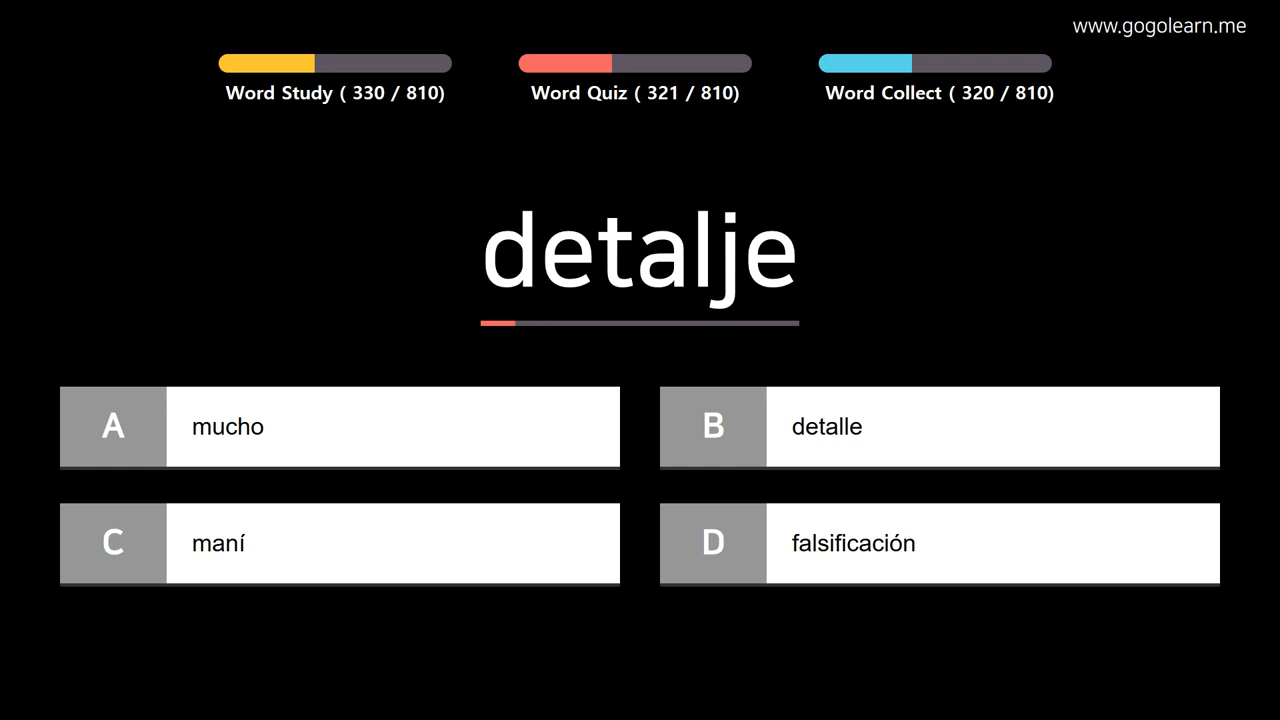 www.gogolearn.me
Word Study ( 330 / 810)
Word Quiz ( 321 / 810)
Word Collect ( 320 / 810)
detalje
A mucho
B detalle
C maní
D falsificación